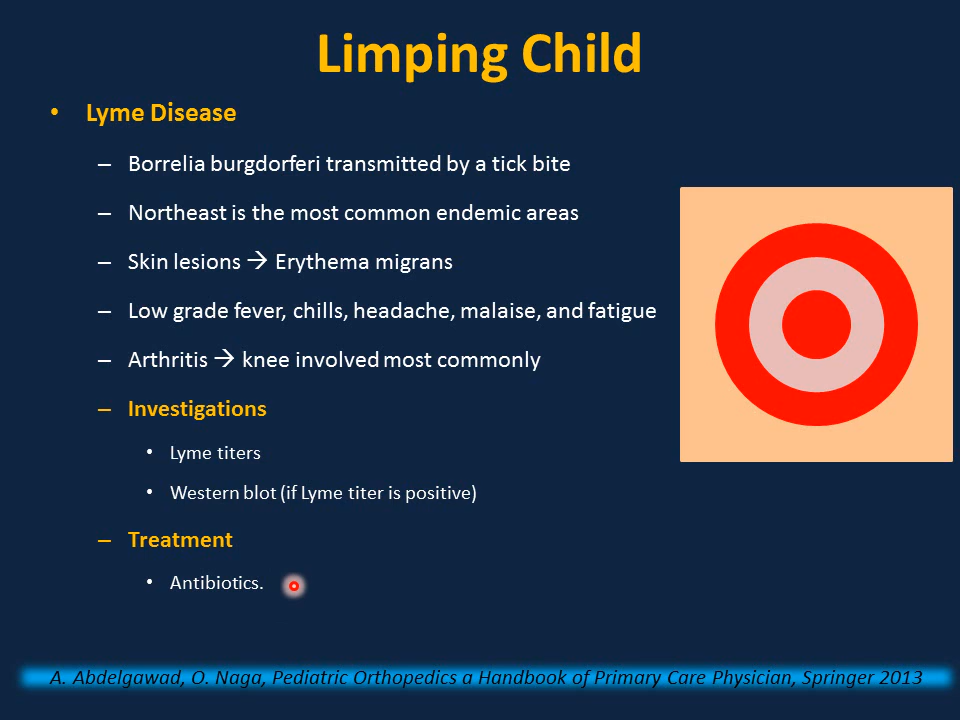 Limping Child
• Lyme Disease
– Borrelia burgdorferi transmitted by a tick bite
– Northeast is the most common endemic areas
– Skin lesions → Erythema migrans
– Low grade fever, chills, headache, malaise, and fatigue
– Arthritis → knee involved most commonly
– Investigations
• Lyme titers
• Western blot (if Lyme titer is positive)
– Treatment
• Antibiotics.
A. Abdelgawad, O. Naga, Pediatric Orthopedics a Handbook of Primary Care Physician, Springer 2013